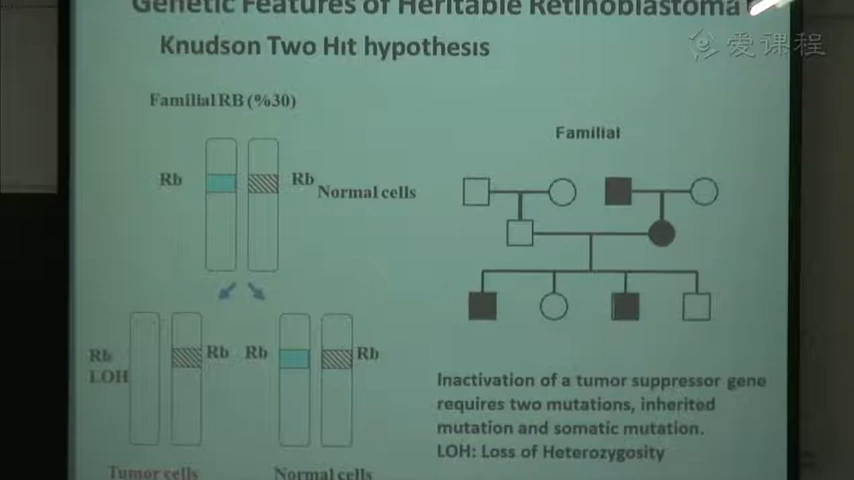 Genetic Features of Heritable Retinoblastoma
Knudson Two Hit hypothesis
爱课程
Familial RB (%30)
Familial
Rb
Rb
Normal cells
Rb
LOH
Rb
Rb
Rb
Inactivation of a tumor suppressor gene
requires two mutations, inherited
mutation and somatic mutation.
LOH: Loss of Heterozygosity
Tumor cells
Normal cells